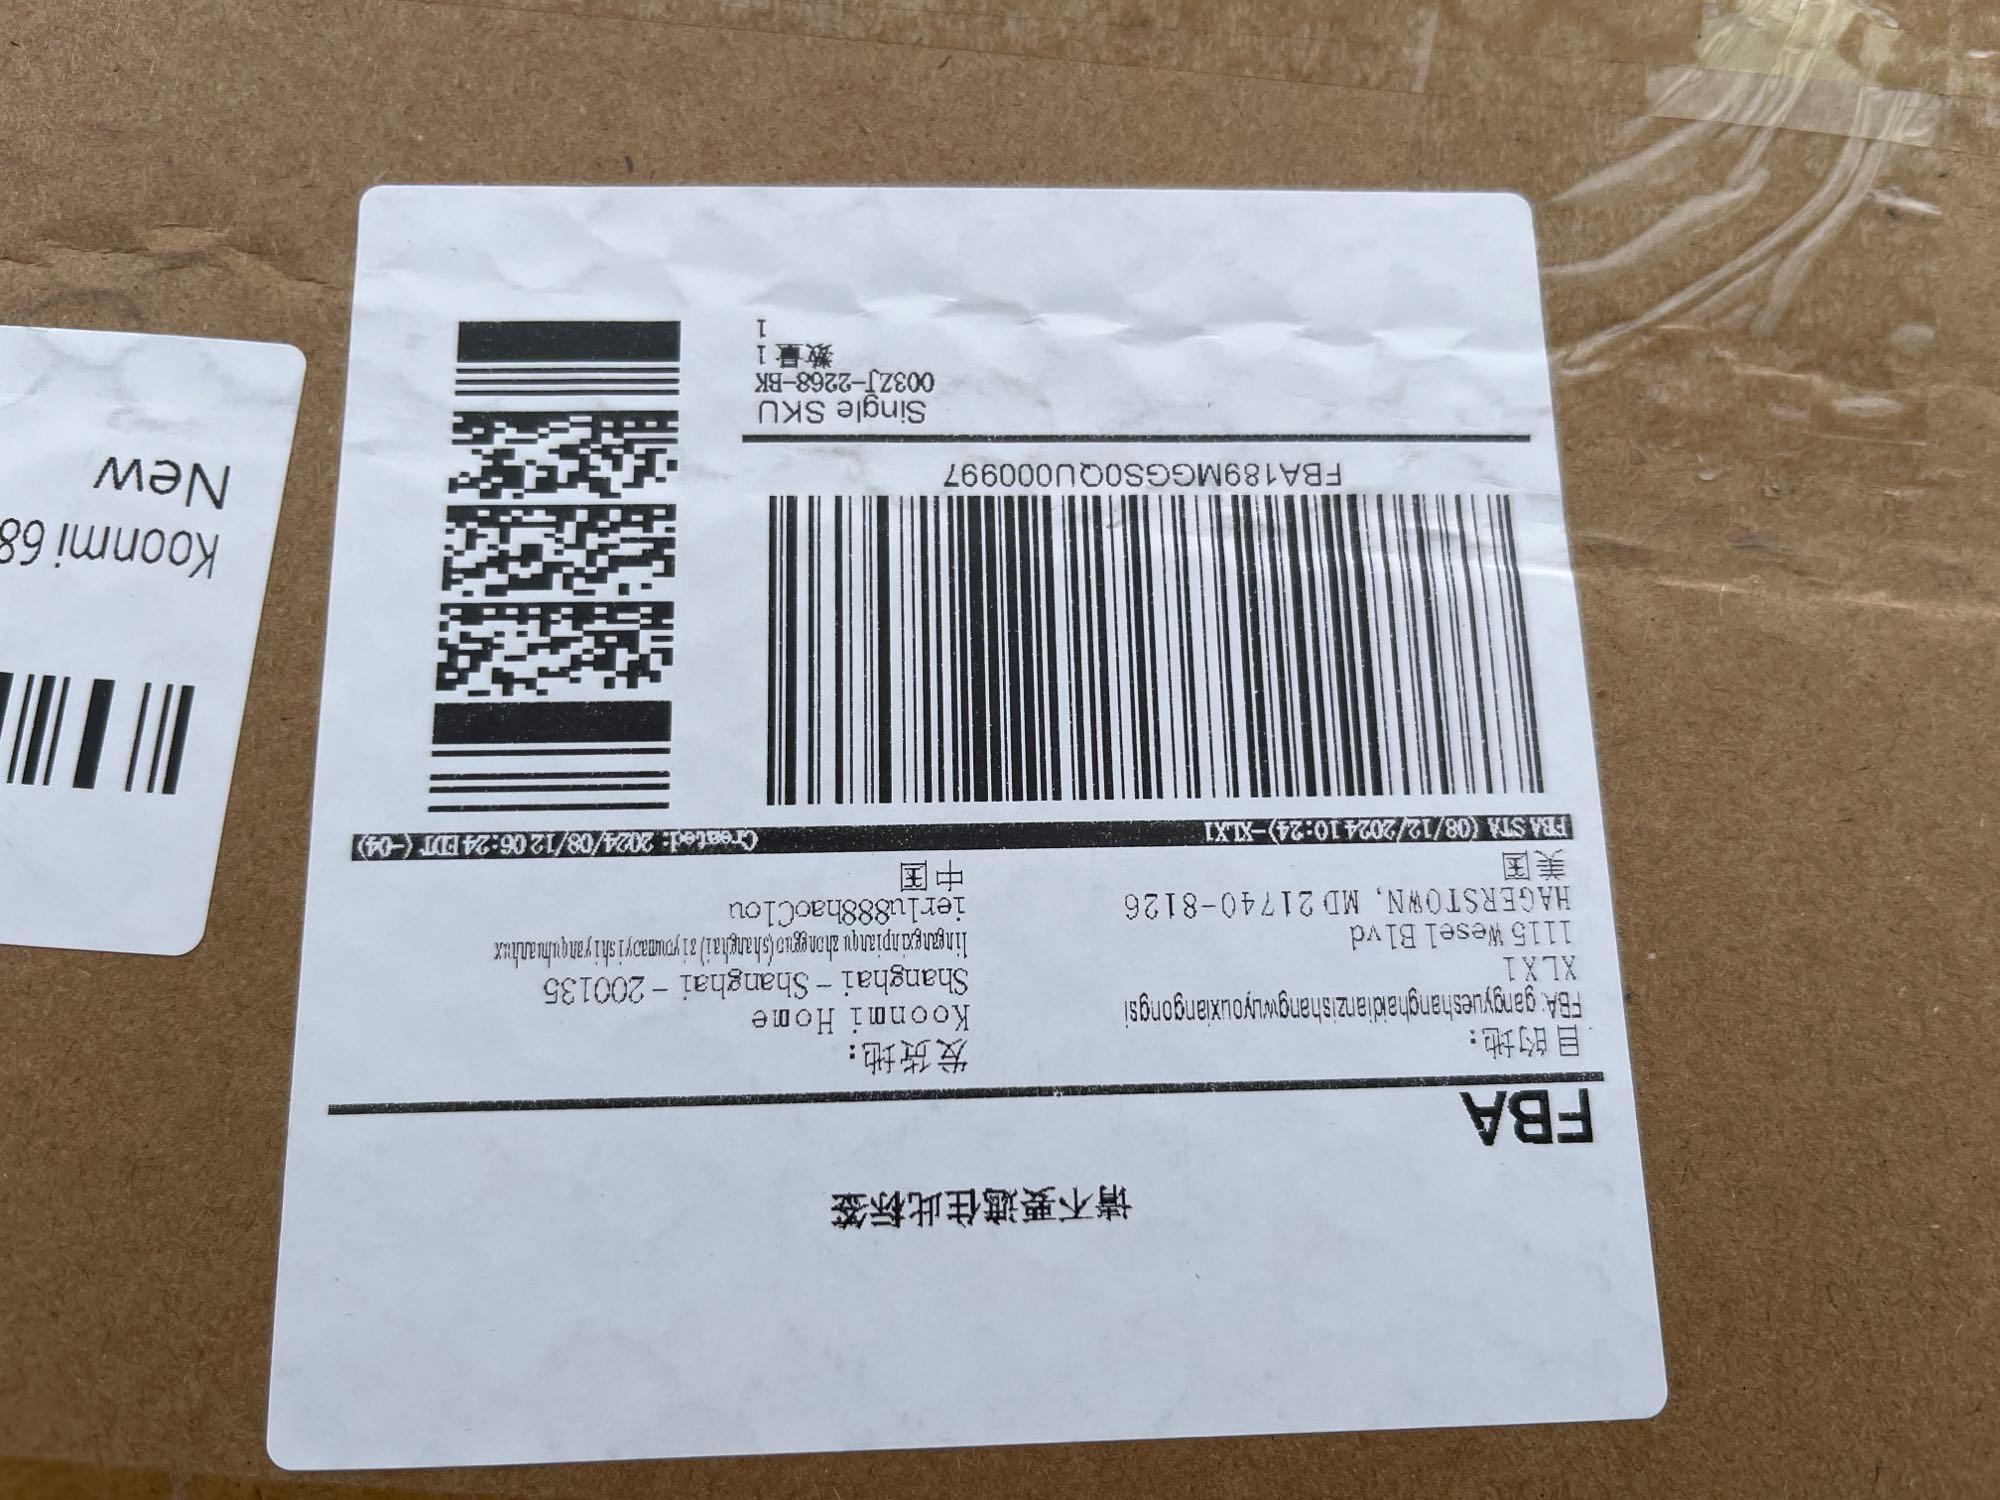 请不要遮住此标签
FBA
目的地:
FBA: gangyueshanghaidianzishangwuyouxiangongsi
XLX1
1115 Wesel Blvd
HAGERSTOWN, MD 21740-8126
美国
发货地:
Koonmi Home
Shanghai - Shanghai - 200135
ierlu888haoClou
中国
FBA STA (08/12/2024 10:24)-XLX1
Created: 2024/08/12 06:24 EDT (-04)
FBA189MGGS0QU000997
Single SKU
003ZJ-2268-BK
数量 1
1
Koonmi 68
New